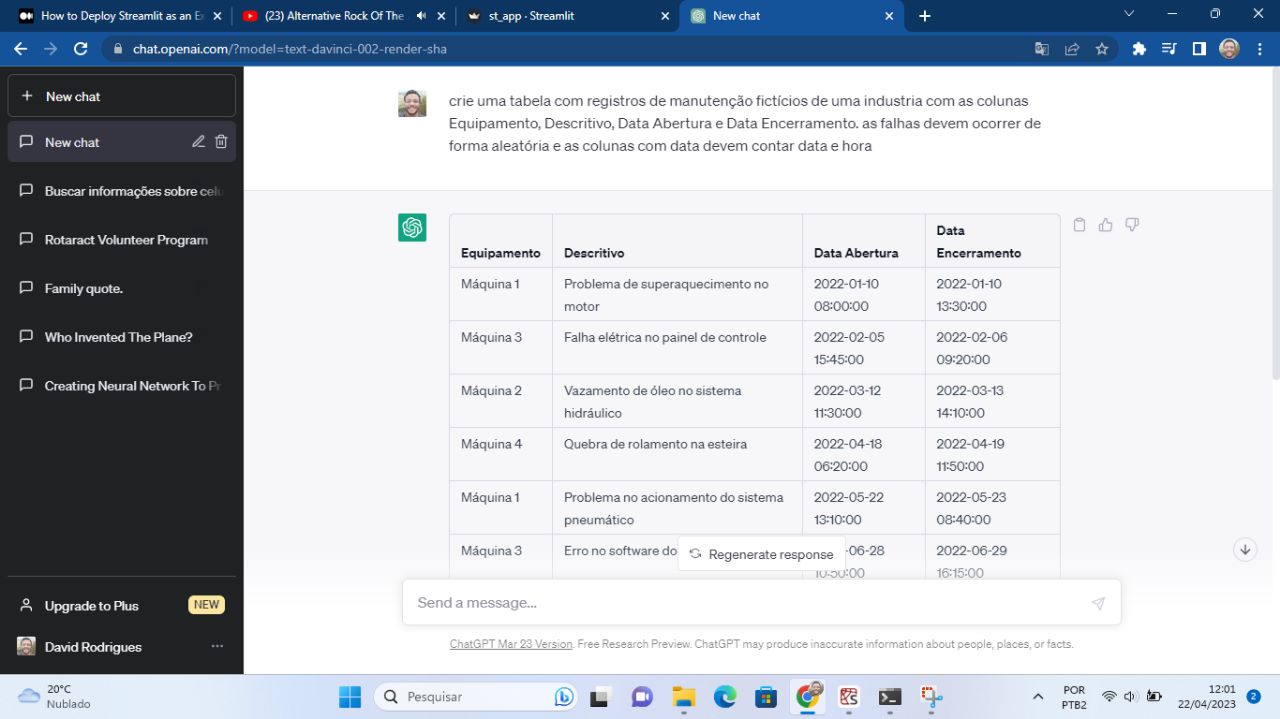 How to Deploy Streamlit as an Ex
(23) Alternative Rock Of The
st_app · Streamlit
New chat
chat.openai.com/?model=text-davinci-002-render-sha
New chat
New chat
Buscar informações sobre celu
Rotaract Volunteer Program
Family quote.
Who Invented The Plane?
Creating Neural Network To Pr
Upgrade to Plus
NEW
David Rodrigues
crie uma tabela com registros de manutenção fictícios de uma industria com as colunas
Equipamento, Descritivo, Data Abertura e Data Encerramento. as falhas devem ocorrer de
forma aleatória e as colunas com data devem contar data e hora
Equipamento Descritivo Data Abertura Data
Encerramento
Máquina 1 Problema de superaquecimento no 2022-01-10 2022-01-10
motor 08:00:00 13:30:00
Máquina 3 Falha elétrica no painel de controle 2022-02-05 2022-02-06
15:45:00 09:20:00
Máquina 2 Vazamento de óleo no sistema 2022-03-12 2022-03-13
hidráulico 11:30:00 14:10:00
Máquina 4 Quebra de rolamento na esteira 2022-04-18 2022-04-19
06:20:00 11:50:00
Máquina 1 Problema no acionamento do sistema 2022-05-22 2022-05-23
pneumático 13:10:00 08:40:00
Máquina 3 Erro no software do -06-28 2022-06-29
10:50:00 16:15:00
Regenerate response
Send a message...
ChatGPT Mar 23 Version. Free Research Preview. ChatGPT may produce inaccurate information about people, places, or facts.
20°C
Nublado
Pesquisar
POR
PTB2
12:01
22/04/2023
2